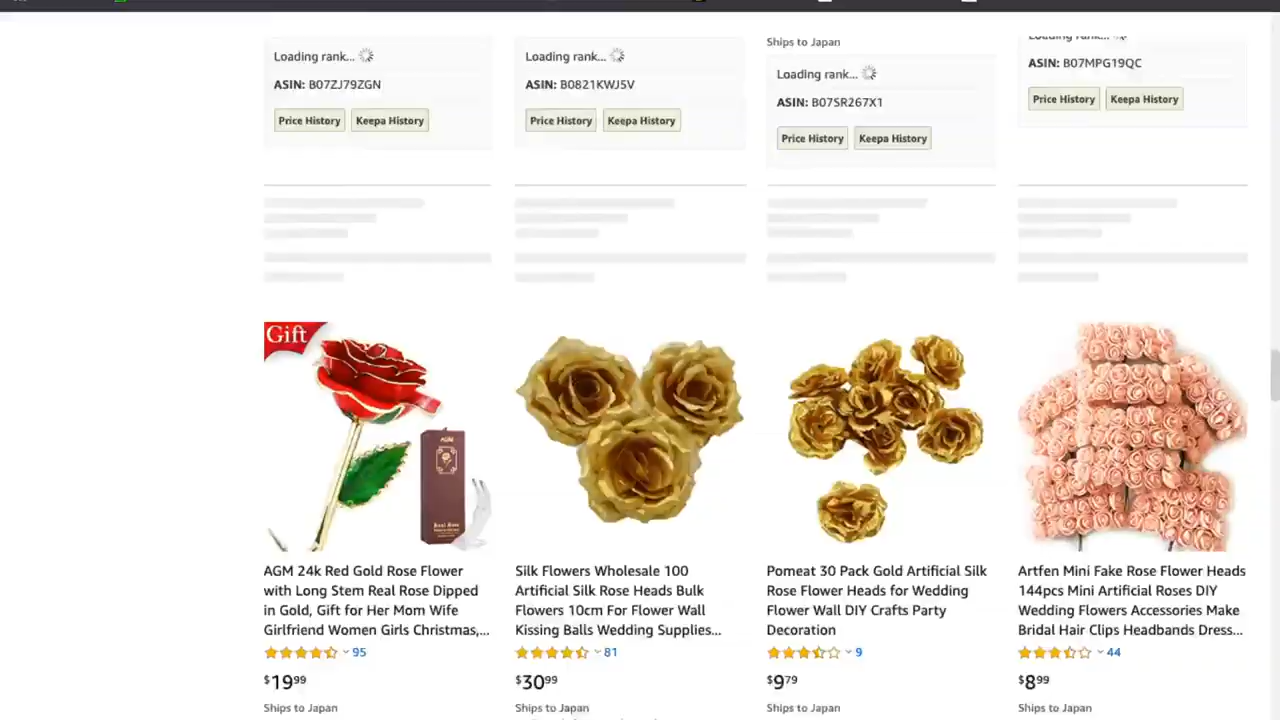 Loading rank...
ASIN: B07ZJ79ZGN
Price History Keepa History
Loading rank...
ASIN: B0821KWJ5V
Price History Keepa History
Ships to Japan
Loading rank...
ASIN: B07SR267X1
Price History Keepa History
Loading rank...
ASIN: B07MPG19QC
Price History Keepa History
Gift
AGM
AGM 24k Red Gold Rose Flower
with Long Stem Real Rose Dipped
in Gold, Gift for Her Mom Wife
Girlfriend Women Girls Christmas,...
95
$19.99
Ships to Japan
Silk Flowers Wholesale 100
Artificial Silk Rose Heads Bulk
Flowers 10cm For Flower Wall
Kissing Balls Wedding Supplies...
81
$30.99
Ships to Japan
Pomeat 30 Pack Gold Artificial Silk
Rose Flower Heads for Wedding
Flower Wall DIY Crafts Party
Decoration
9
$9.79
Ships to Japan
Artfen Mini Fake Rose Flower Heads
144pcs Mini Artificial Roses DIY
Wedding Flowers Accessories Make
Bridal Hair Clips Headbands Dress...
44
$8.99
Ships to Japan